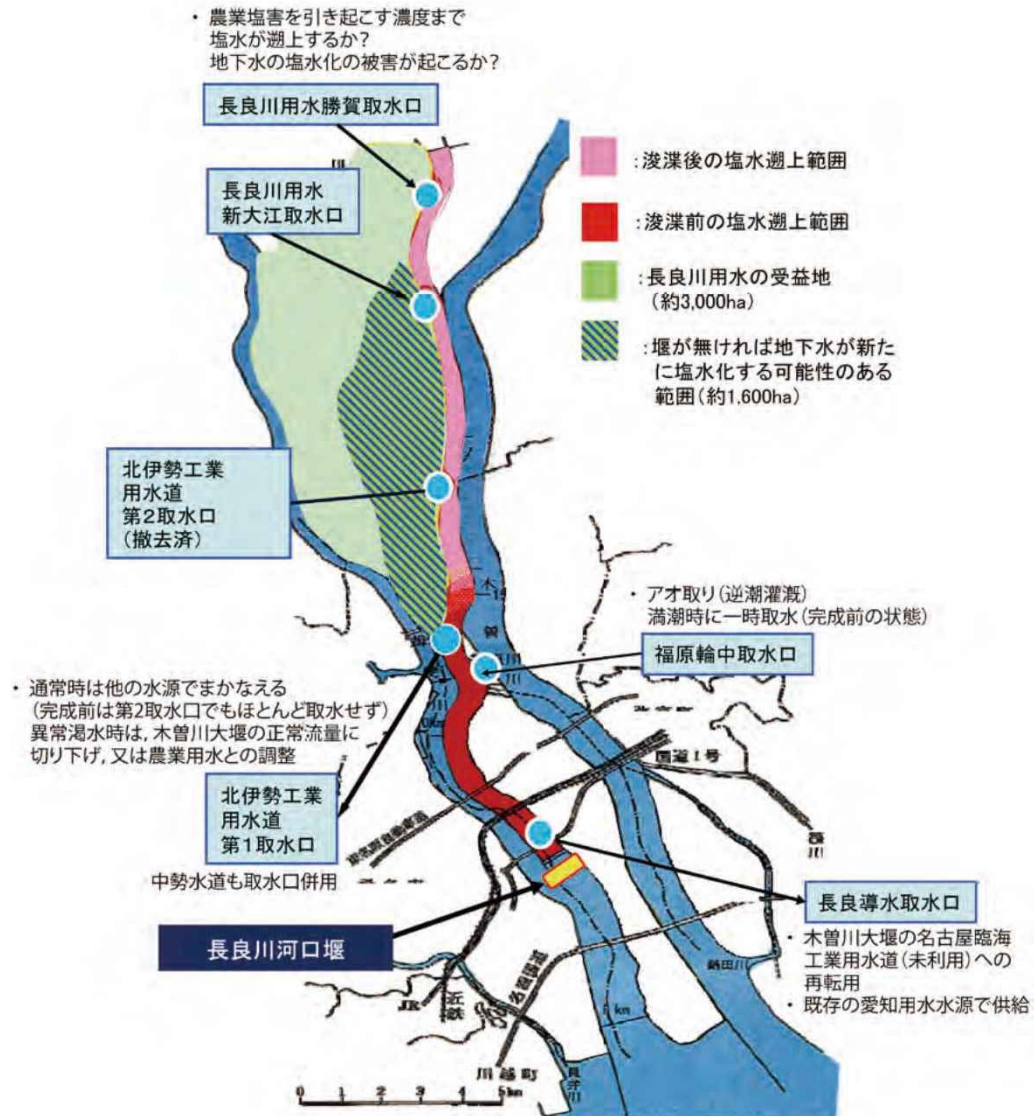 ・ 農業塩害を引き起こす濃度まで
塩水が遡上するか?
地下水の塩水化の被害が起こるか?
長良川用水勝賀取水口
長良川用水
新大江取水口
:浚渫後の塩水遡上範囲
:浚渫前の塩水遡上範囲
:長良川用水の受益地
(約3,000ha)
:堰が無ければ地下水が新た
に塩水化する可能性のある
範囲(約1,600ha)
北伊勢工業
用水道
第2取水口
(撤去済)
・ アオ取り(逆潮灌漑)
満潮時に一時取水(完成前の状態)
福原輪中取水口
・ 通常時は他の水源でまかなえる
(完成前は第2取水口でもほとんど取水せず)
異常渇水時は, 木曽川大堰の正常流量に
切り下げ, 又は農業用水との調整
北伊勢工業
用水道
第1取水口
中勢水道も取水口併用
国道1号
長良川河口堰
長良導水取水口
・ 木曽川大堰の名古屋臨海
工業用水道(未利用)への
再転用
・ 既存の愛知用水水源で供給
JR
近鉄
川越町
0 1 2 3 4 5km